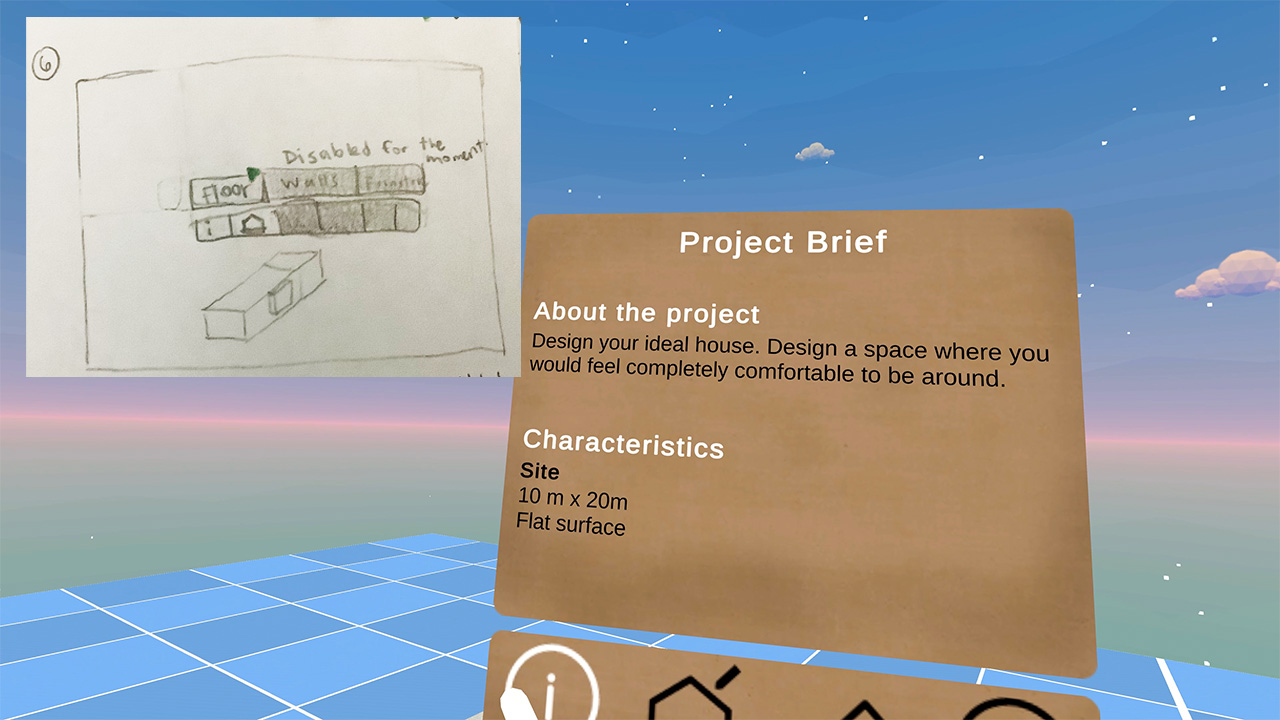 6
Disabled for the
moment.
Floor Walls
i
Project Brief
About the project
Design your ideal house. Design a space where you
would feel completely comfortable to be around.
Characteristics
Site
10 m x 20m
Flat surface
i